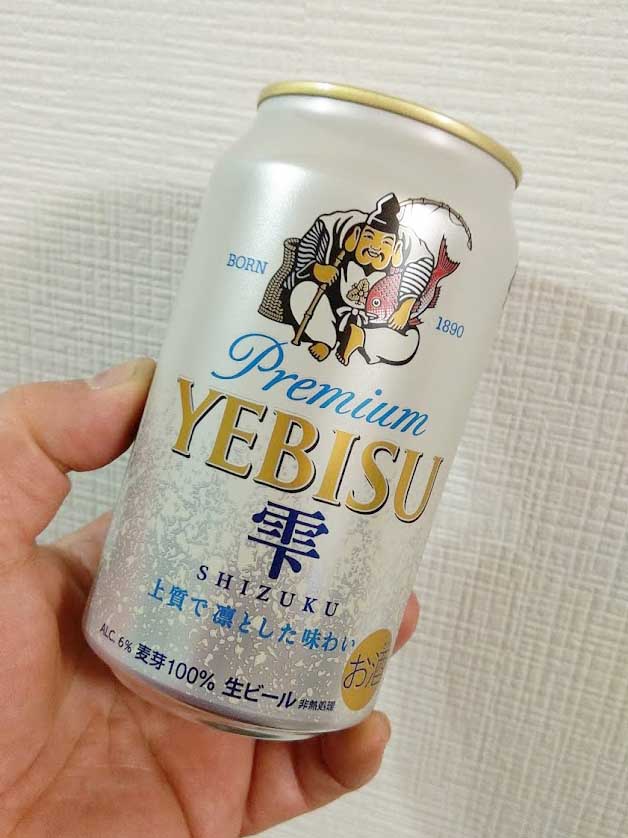 BORN
1890
Premium
YEBISU
雫
SHIZUKU
上質で凛とした味わい
ALC. 6% 麦芽100% 生ビール 非熱処理
お酒